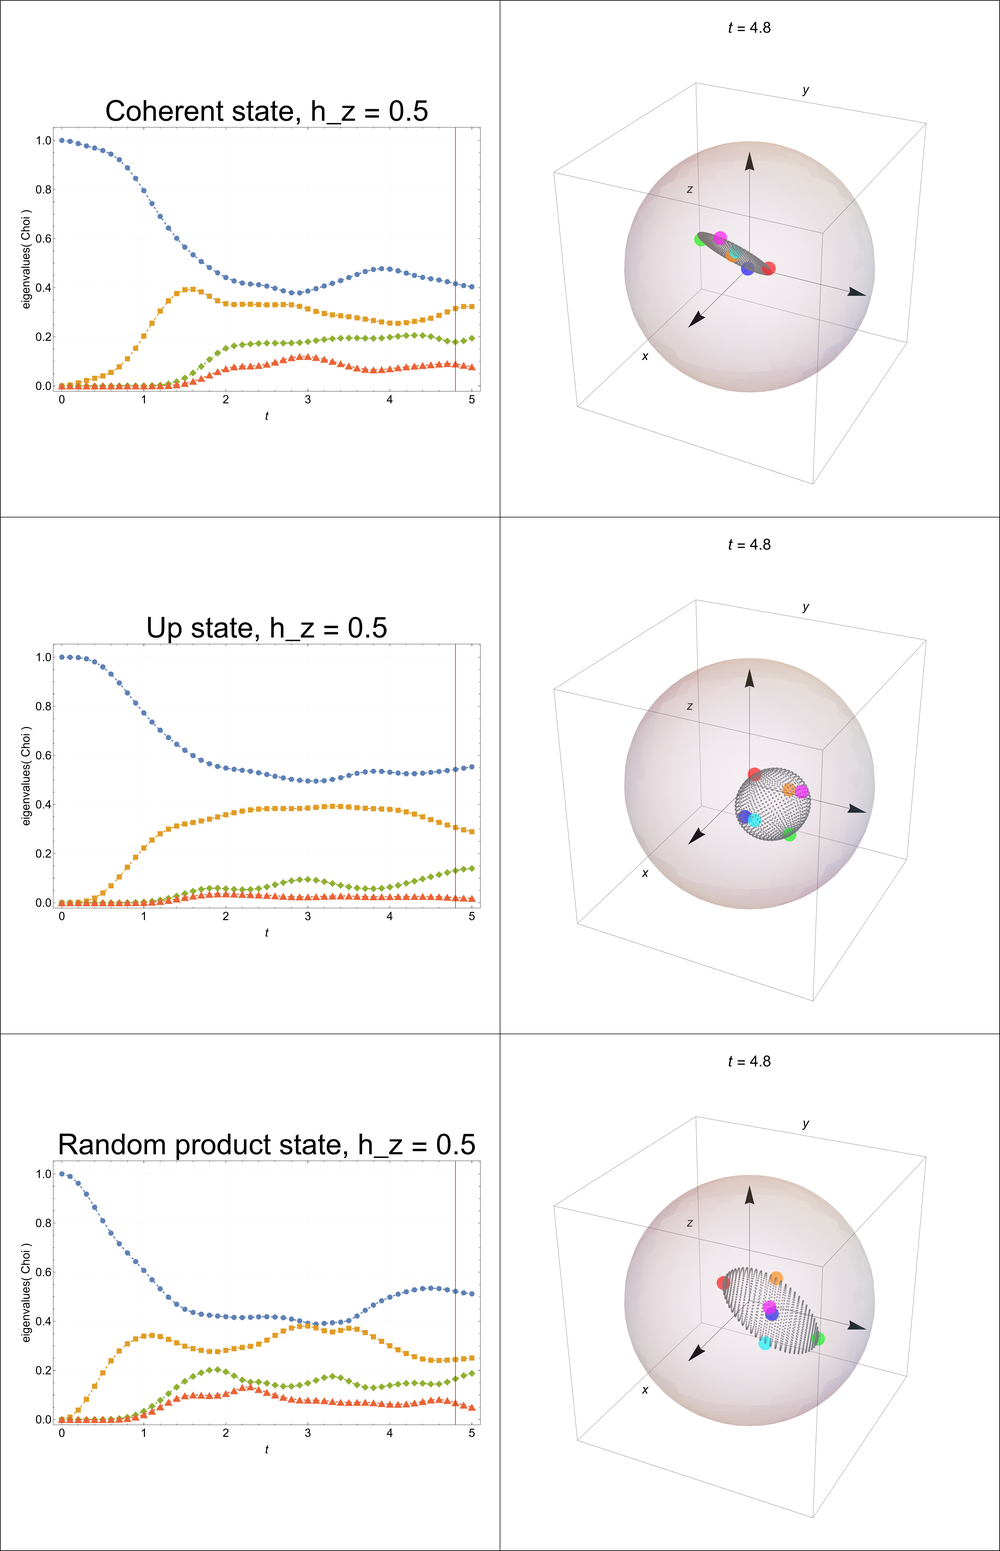 t = 4.8
y
Coherent state, h_z = 0.5
1.0
0.8
0.6
0.4
0.2
0.0
eigenvalues( Choi )
0 1 2 3 4 5
t
z
x
t = 4.8
y
Up state, h_z = 0.5
1.0
0.8
0.6
0.4
0.2
0.0
eigenvalues( Choi )
0 1 2 3 4 5
t
z
x
t = 4.8
y
Random product state, h_z = 0.5
1.0
0.8
0.6
0.4
0.2
0.0
eigenvalues( Choi )
0 1 2 3 4 5
t
z
x